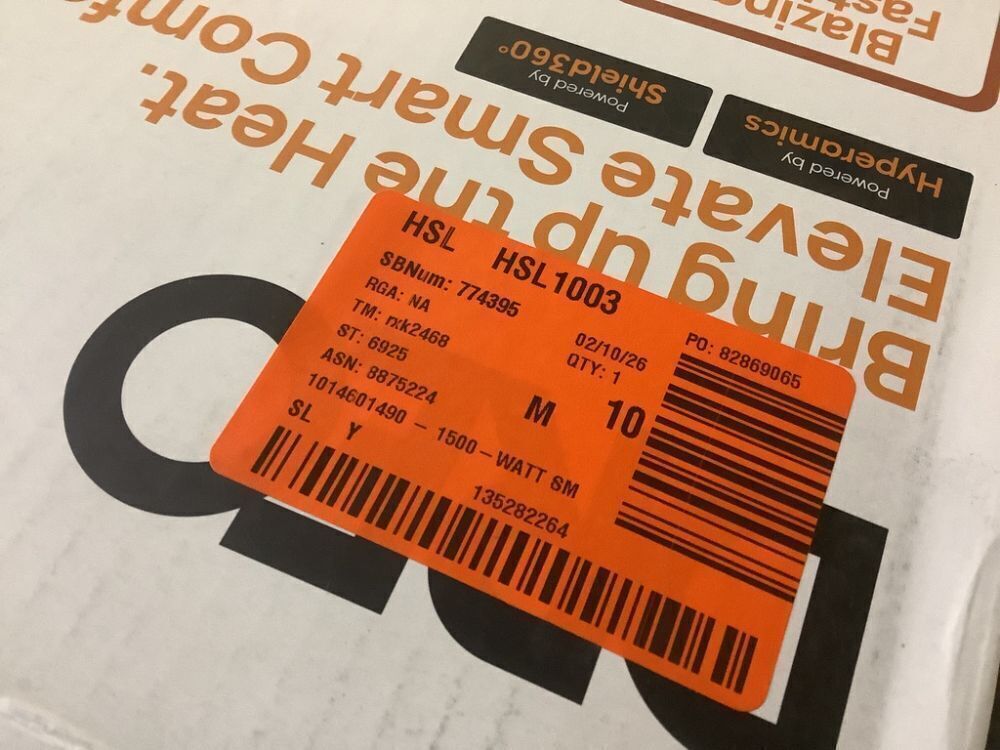 HSL HSL1003
SBNum: 774395
RGA: NA
02/10/26
PO: 82869065
TM: rxk2468
QTY: 1
ST: 6925
ASN: 8875224
M 10
1014601490 - 1500-WATT SM
SL Y
135282264
Bring up the Heat.
Elevate Smart Comfo
Powered by
Hyperamics
Powered by
Shield360°
Blazing
Fast